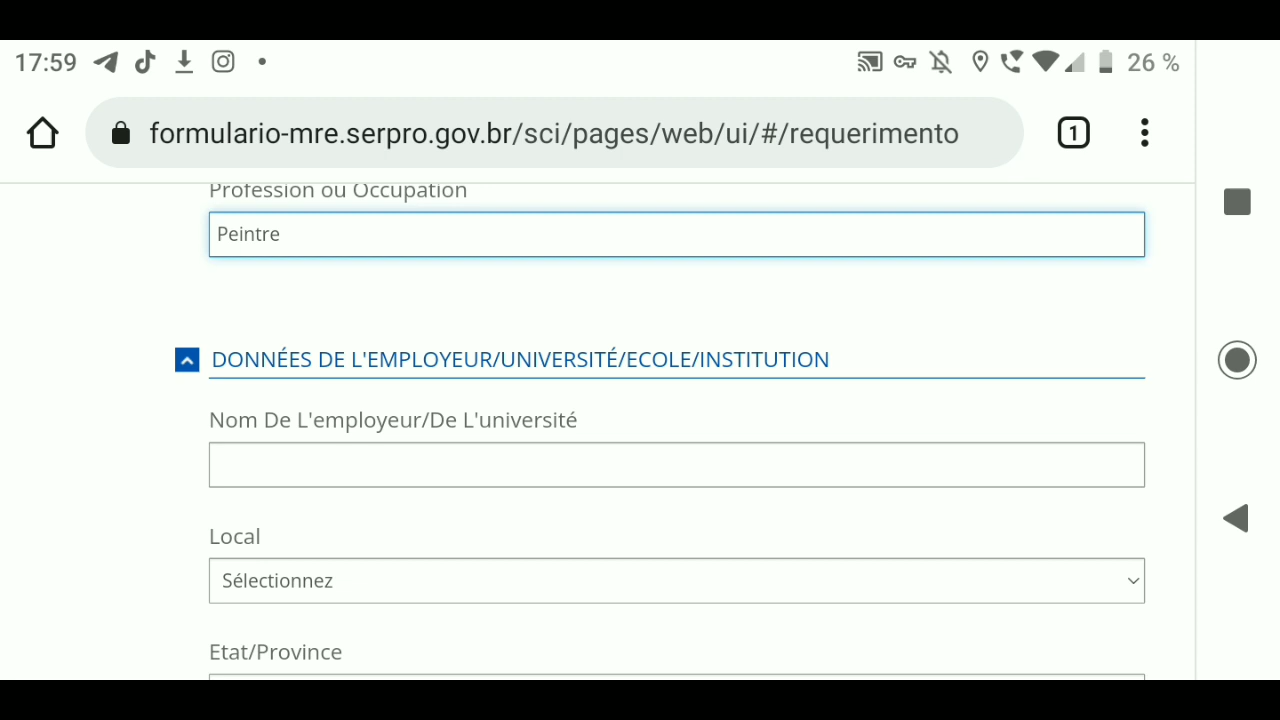 17:59
26 %
formulario-mre.serpro.gov.br/sci/pages/web/ui/#/requerimento
1
Profession ou Occupation
Peintre
DONNÉES DE L'EMPLOYEUR/UNIVERSITÉ/ECOLE/INSTITUTION
Nom De L'employeur/De L'université
Local
Sélectionnez
Etat/Province